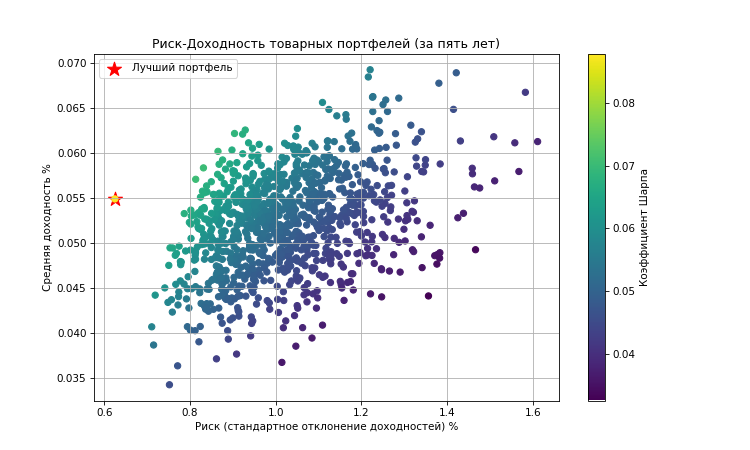 Риск-Доходность товарных портфелей (за пять лет)
Лучший портфель
0.070
0.065
0.060
0.055
0.050
0.045
0.040
0.035
Средняя доходность %
0.6 0.8 1.0 1.2 1.4 1.6
Риск (стандартное отклонение доходностей) %
0.08
0.07
0.06
0.05
0.04
Коэффициент Шарпа